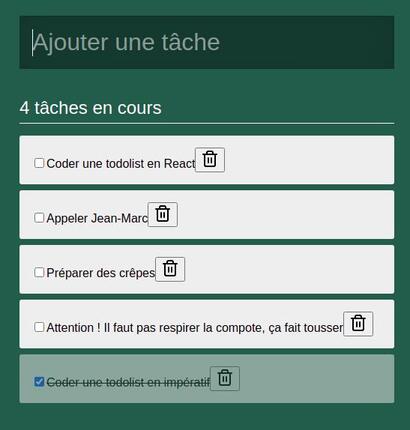 Ajouter une tâche
4 tâches en cours
Coder une todolist en React
Appeler Jean-Marc
Préparer des crêpes
Attention ! Il faut pas respirer la compote, ça fait tousser
Coder une todolist en impératif